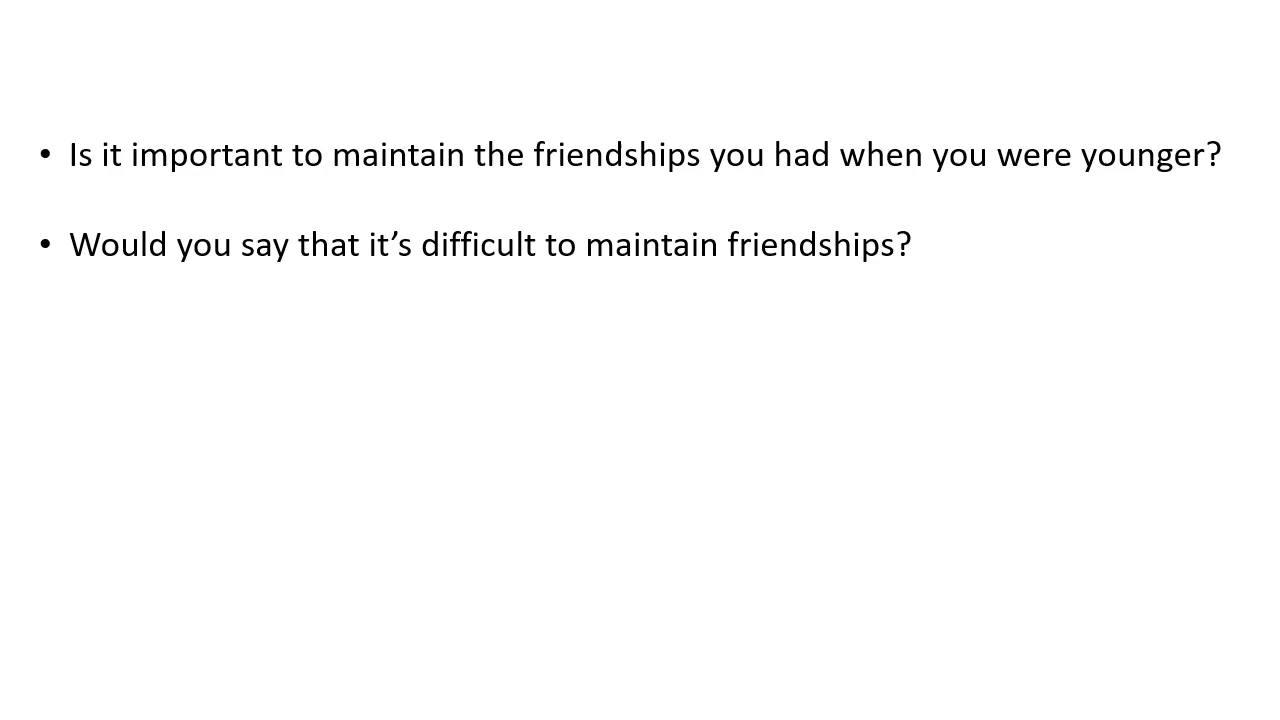 • Is it important to maintain the friendships you had when you were younger?
• Would you say that it’s difficult to maintain friendships?